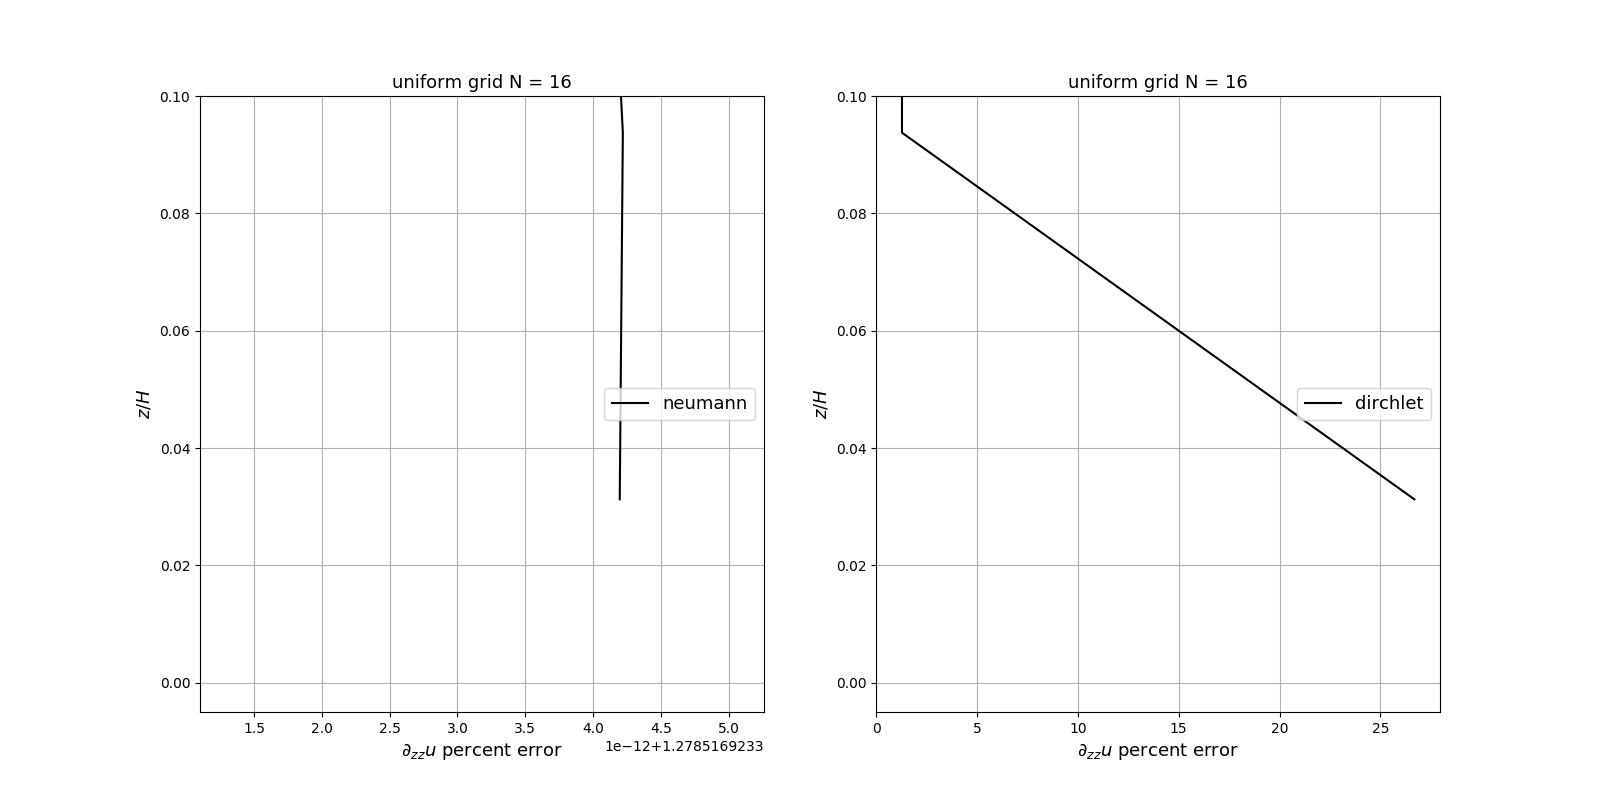 uniform grid N = 16
0.10
0.08
0.06
0.04
0.02
0.00
z/H
neumann
1.5 2.0 2.5 3.0 3.5 4.0 4.5 5.0
1e−12+1.2785169233
∂zzu percent error
uniform grid N = 16
0.10
0.08
0.06
0.04
0.02
0.00
z/H
dirchlet
0 5 10 15 20 25
∂zzu percent error